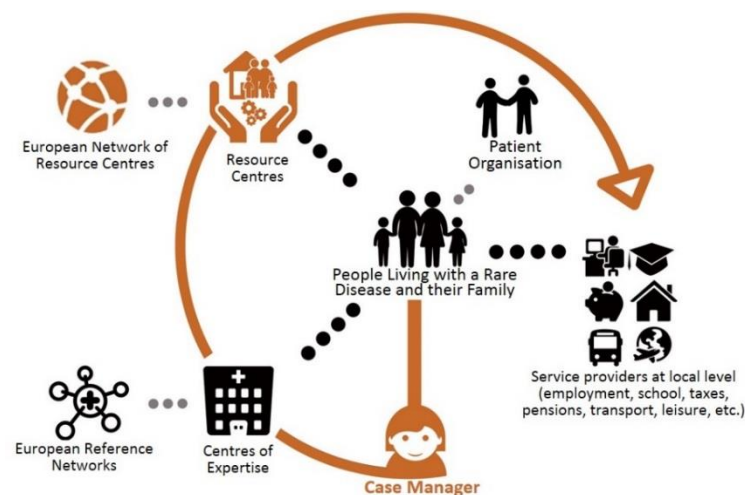 European Network of
Resource Centres
Resource
Centres
Patient
Organisation
People Living with a Rare
Disease and their Family
Service providers at local level
(employment, school, taxes,
pensions, transport, leisure, etc.)
European Reference
Networks
Centres of
Expertise
Case Manager